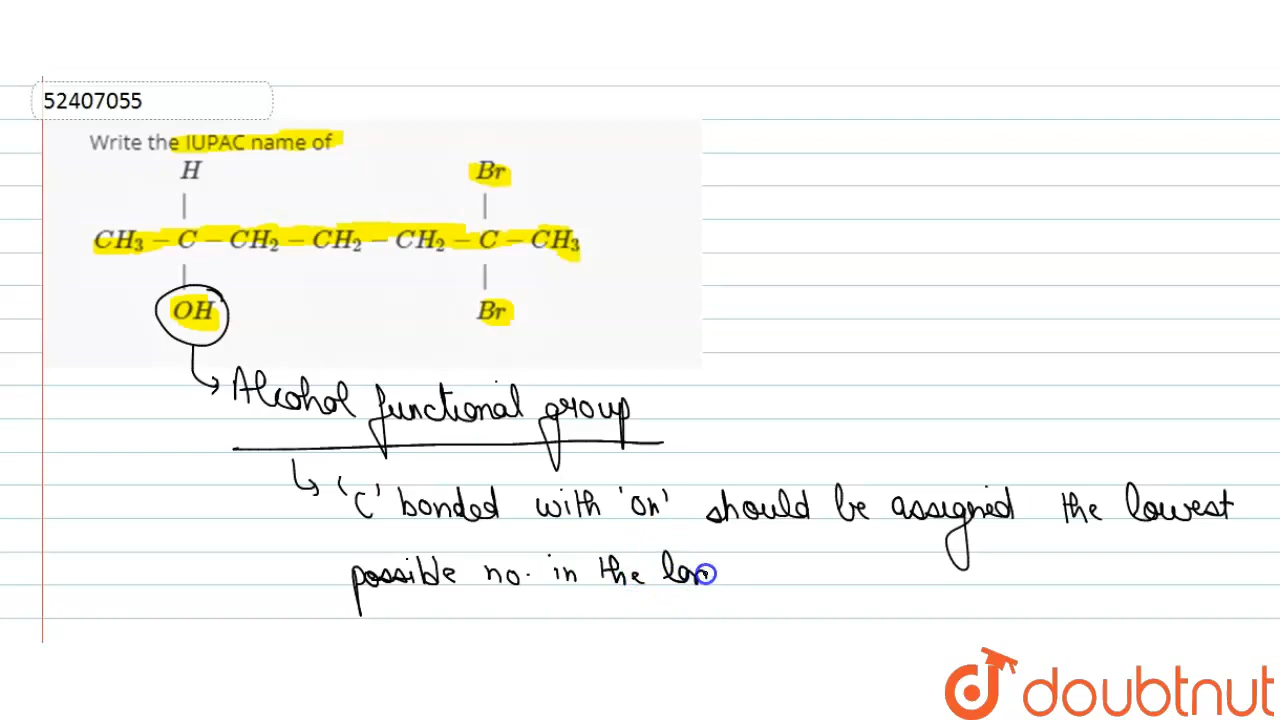 52407055
Write the IUPAC name of
H Br
| |
CH₃ − C − CH₂ − CH₂ − CH₂ − C − CH₃
| |
OH Br
Alcohol functional group
'C' bonded with 'OH' should be assigned the lowest
possible no. in the lon
doubtnut